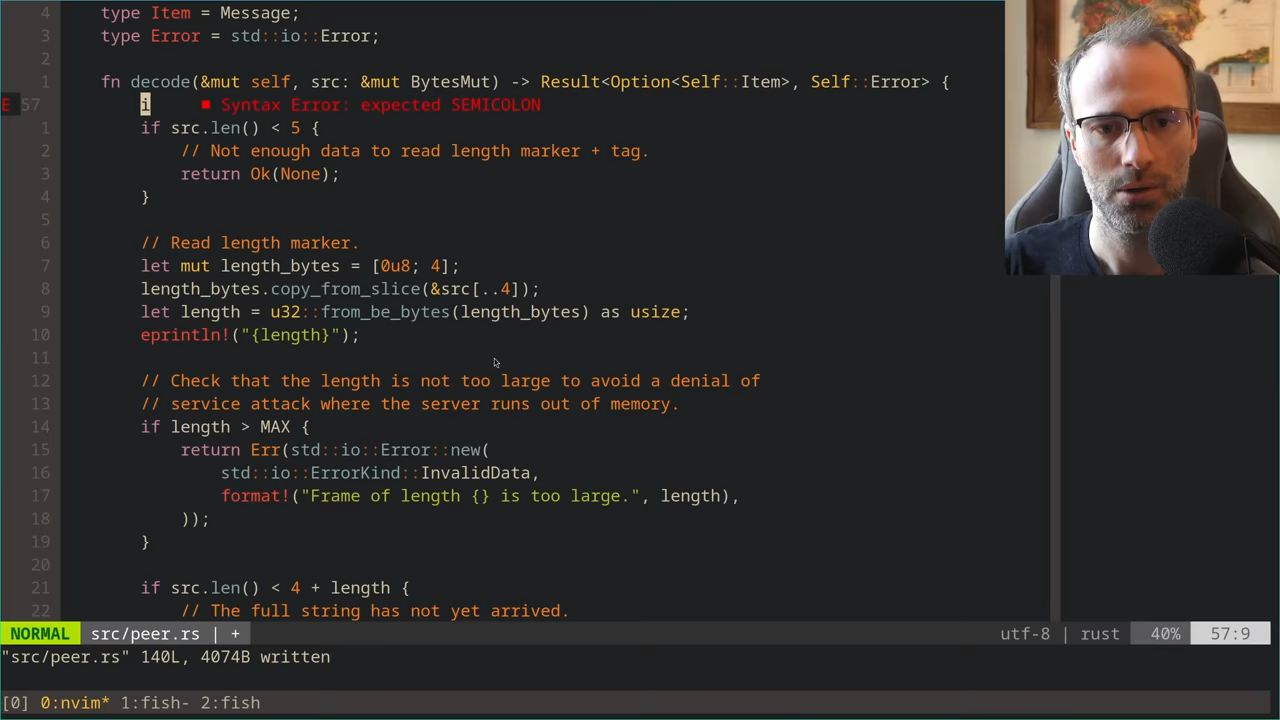 4 type Item = Message;
3 type Error = std::io::Error;
2
1 fn decode(&mut self, src: &mut BytesMut) -> Result<Option<Self::Item>, Self::Error> {
E 57 i ■ Syntax Error: expected SEMICOLON
1 if src.len() < 5 {
2 // Not enough data to read length marker + tag.
3 return Ok(None);
4 }
5
6 // Read length marker.
7 let mut length_bytes = [0u8; 4];
8 length_bytes.copy_from_slice(&src[..4]);
9 let length = u32::from_be_bytes(length_bytes) as usize;
10 eprintln!("{length}");
11
12 // Check that the length is not too large to avoid a denial of
13 // service attack where the server runs out of memory.
14 if length > MAX {
15 return Err(std::io::Error::new(
16 std::io::ErrorKind::InvalidData,
17 format!("Frame of length {} is too large.", length),
18 ));
19 }
20
21 if src.len() < 4 + length {
22 // The full string has not yet arrived.
NORMAL src/peer.rs | + utf-8 | rust 40% 57:9
"src/peer.rs" 140L, 4074B written
[0] 0:nvim* 1:fish- 2:fish